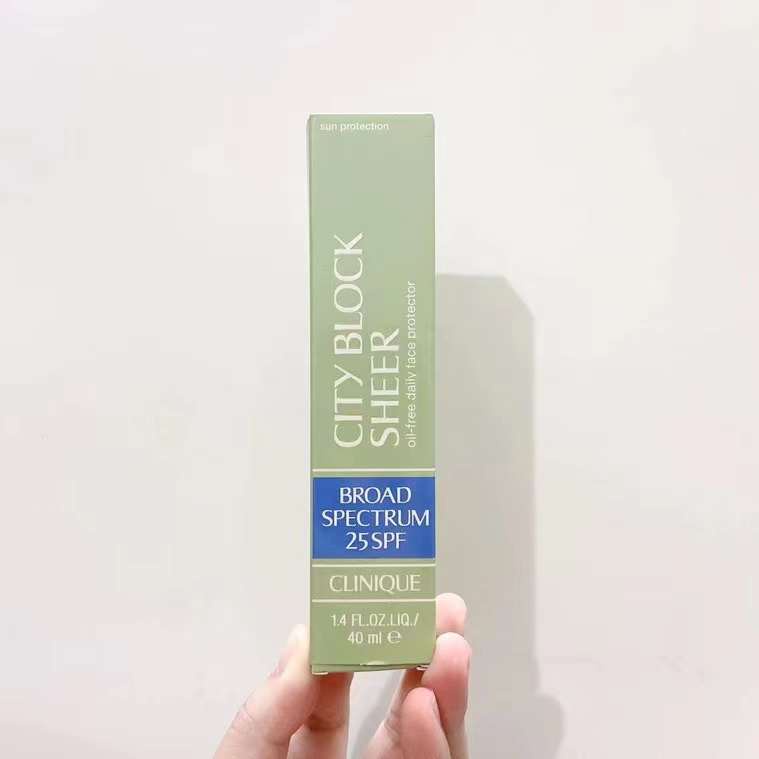 sun protection
CITY BLOCK
SHEER
oil-free daily face protector
BROAD
SPECTRUM
25 SPF
CLINIQUE
1.4 FL.OZ.LIQ./
40 ml ℮